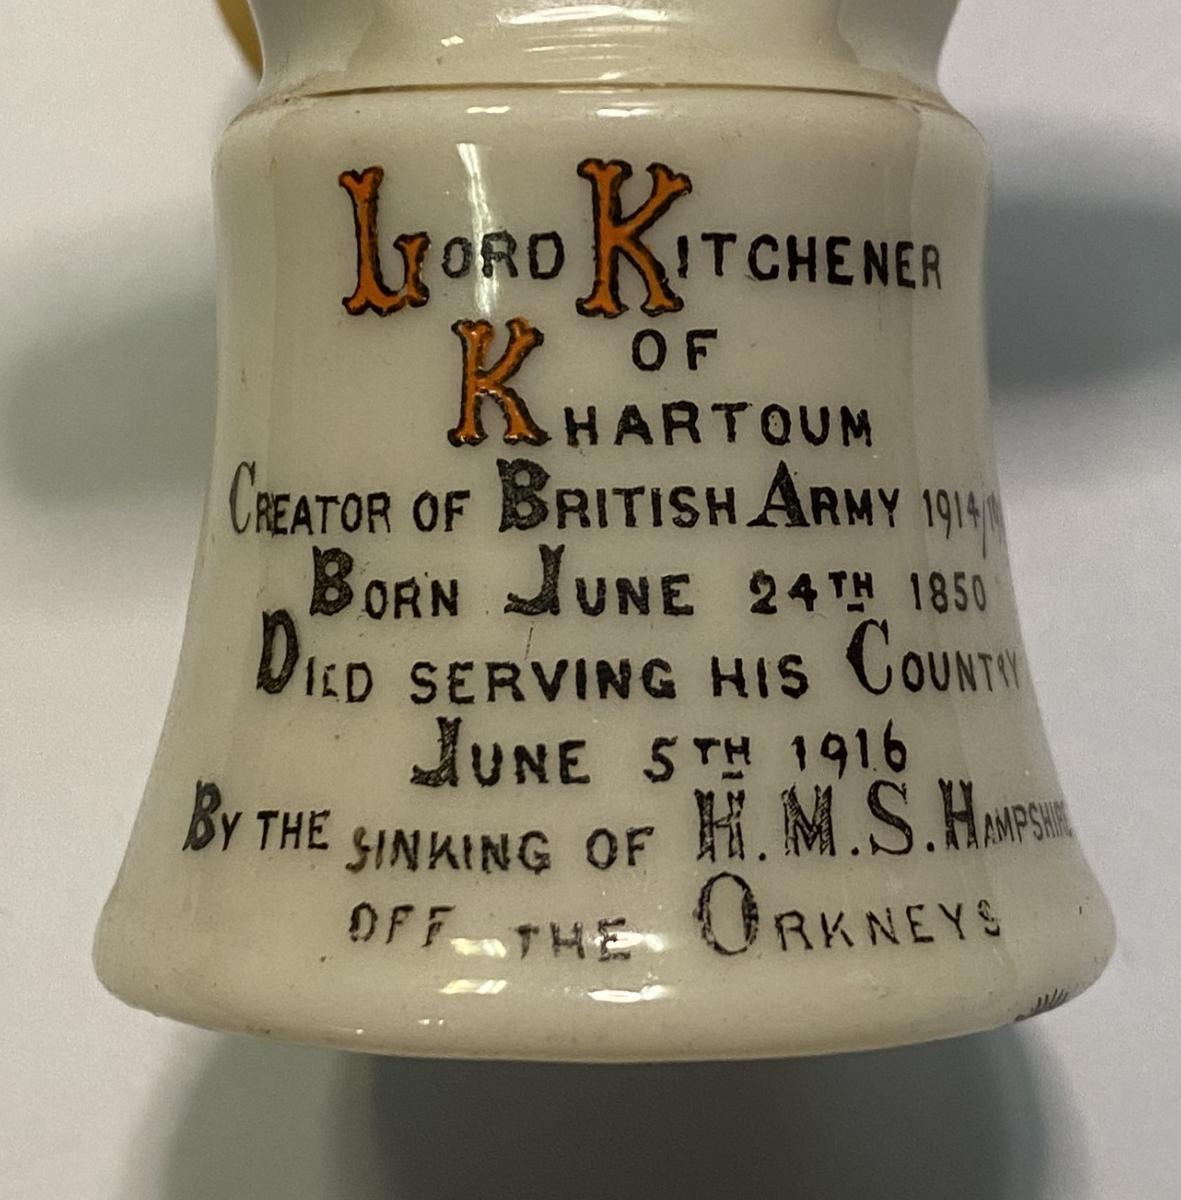 LORD KITCHENER
OF
KHARTOUM
CREATOR OF BRITISH ARMY 1914/
BORN JUNE 24TH 1850
DIED SERVING HIS COUNTRY
JUNE 5TH 1916
BY THE SINKING OF H.M.S. HAMPSHIRE
OFF THE ORKNEYS